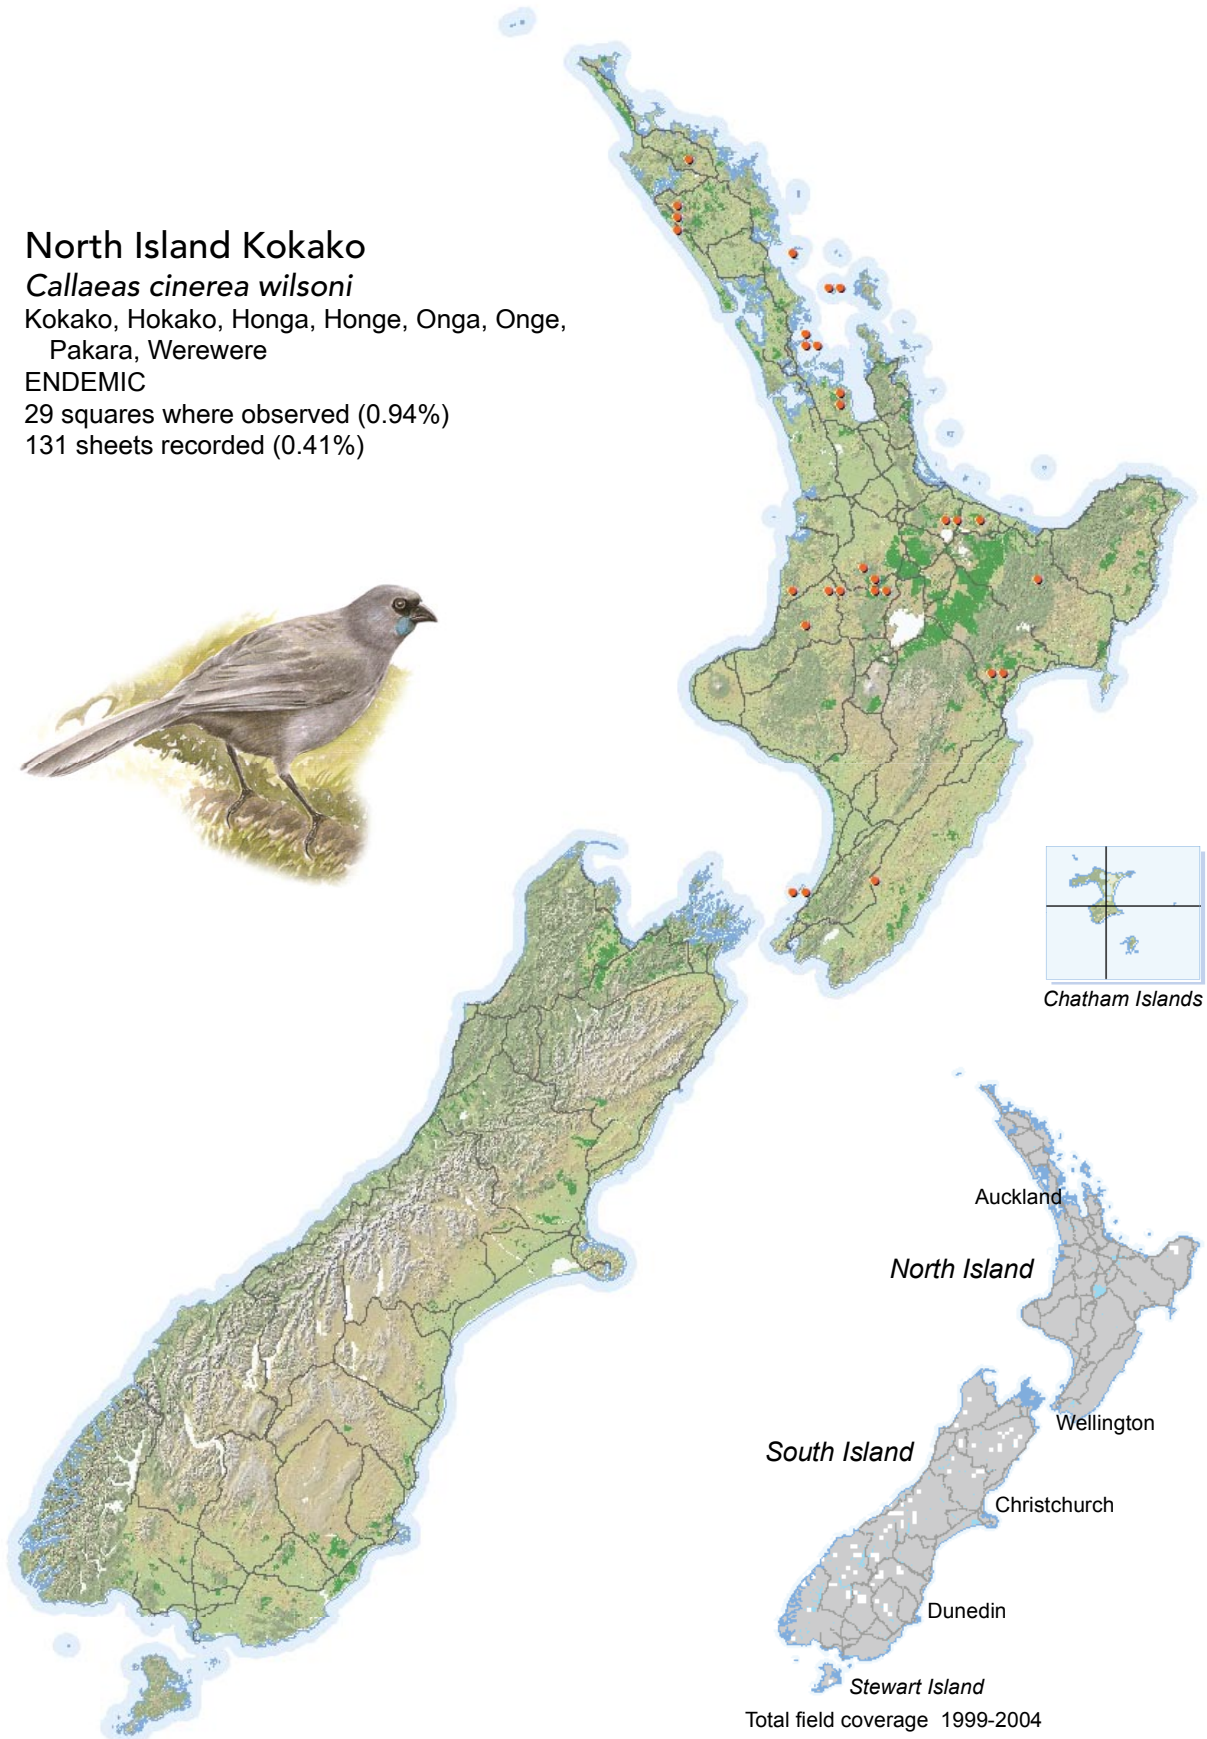 North Island Kokako
Callaeas cinerea wilsoni
Kokako, Hokako, Honga, Honge, Onga, Onge,
Pakara, Werewere
ENDEMIC
29 squares where observed (0.94%)
131 sheets recorded (0.41%)
Chatham Islands
Auckland
North Island
Wellington
South Island
Christchurch
Dunedin
Stewart Island
Total field coverage 1999-2004